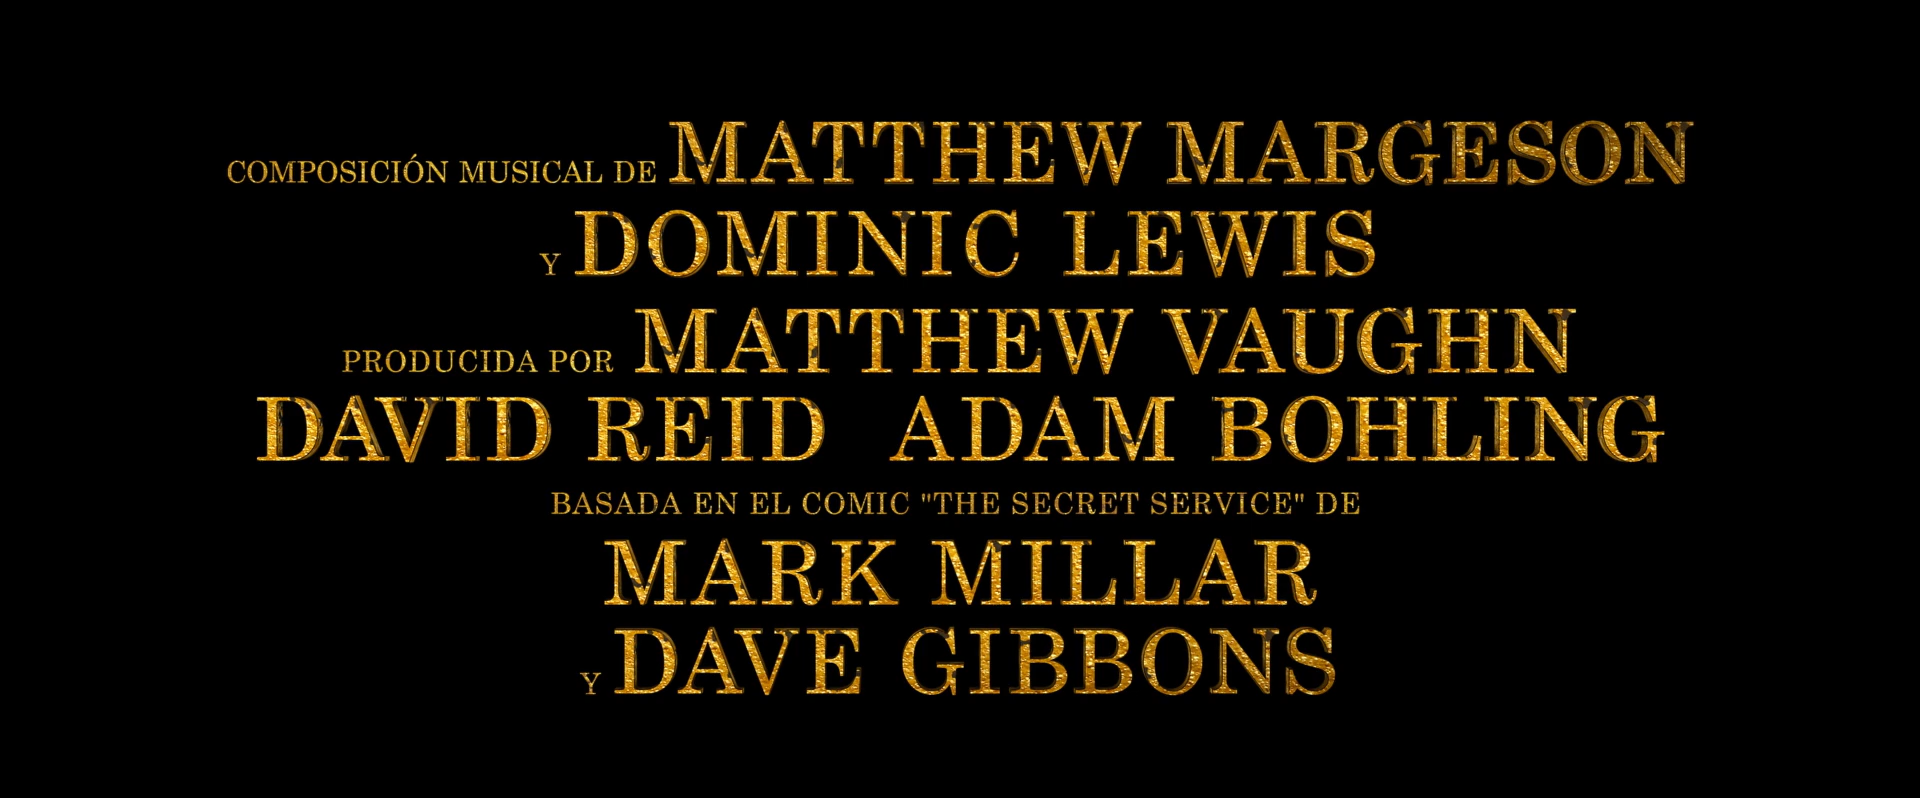 COMPOSICIÓN MUSICAL DE MATTHEW MARGESON
Y DOMINIC LEWIS
PRODUCIDA POR MATTHEW VAUGHN
DAVID REID ADAM BOHLING
BASADA EN EL COMIC "THE SECRET SERVICE" DE
MARK MILLAR
Y DAVE GIBBONS